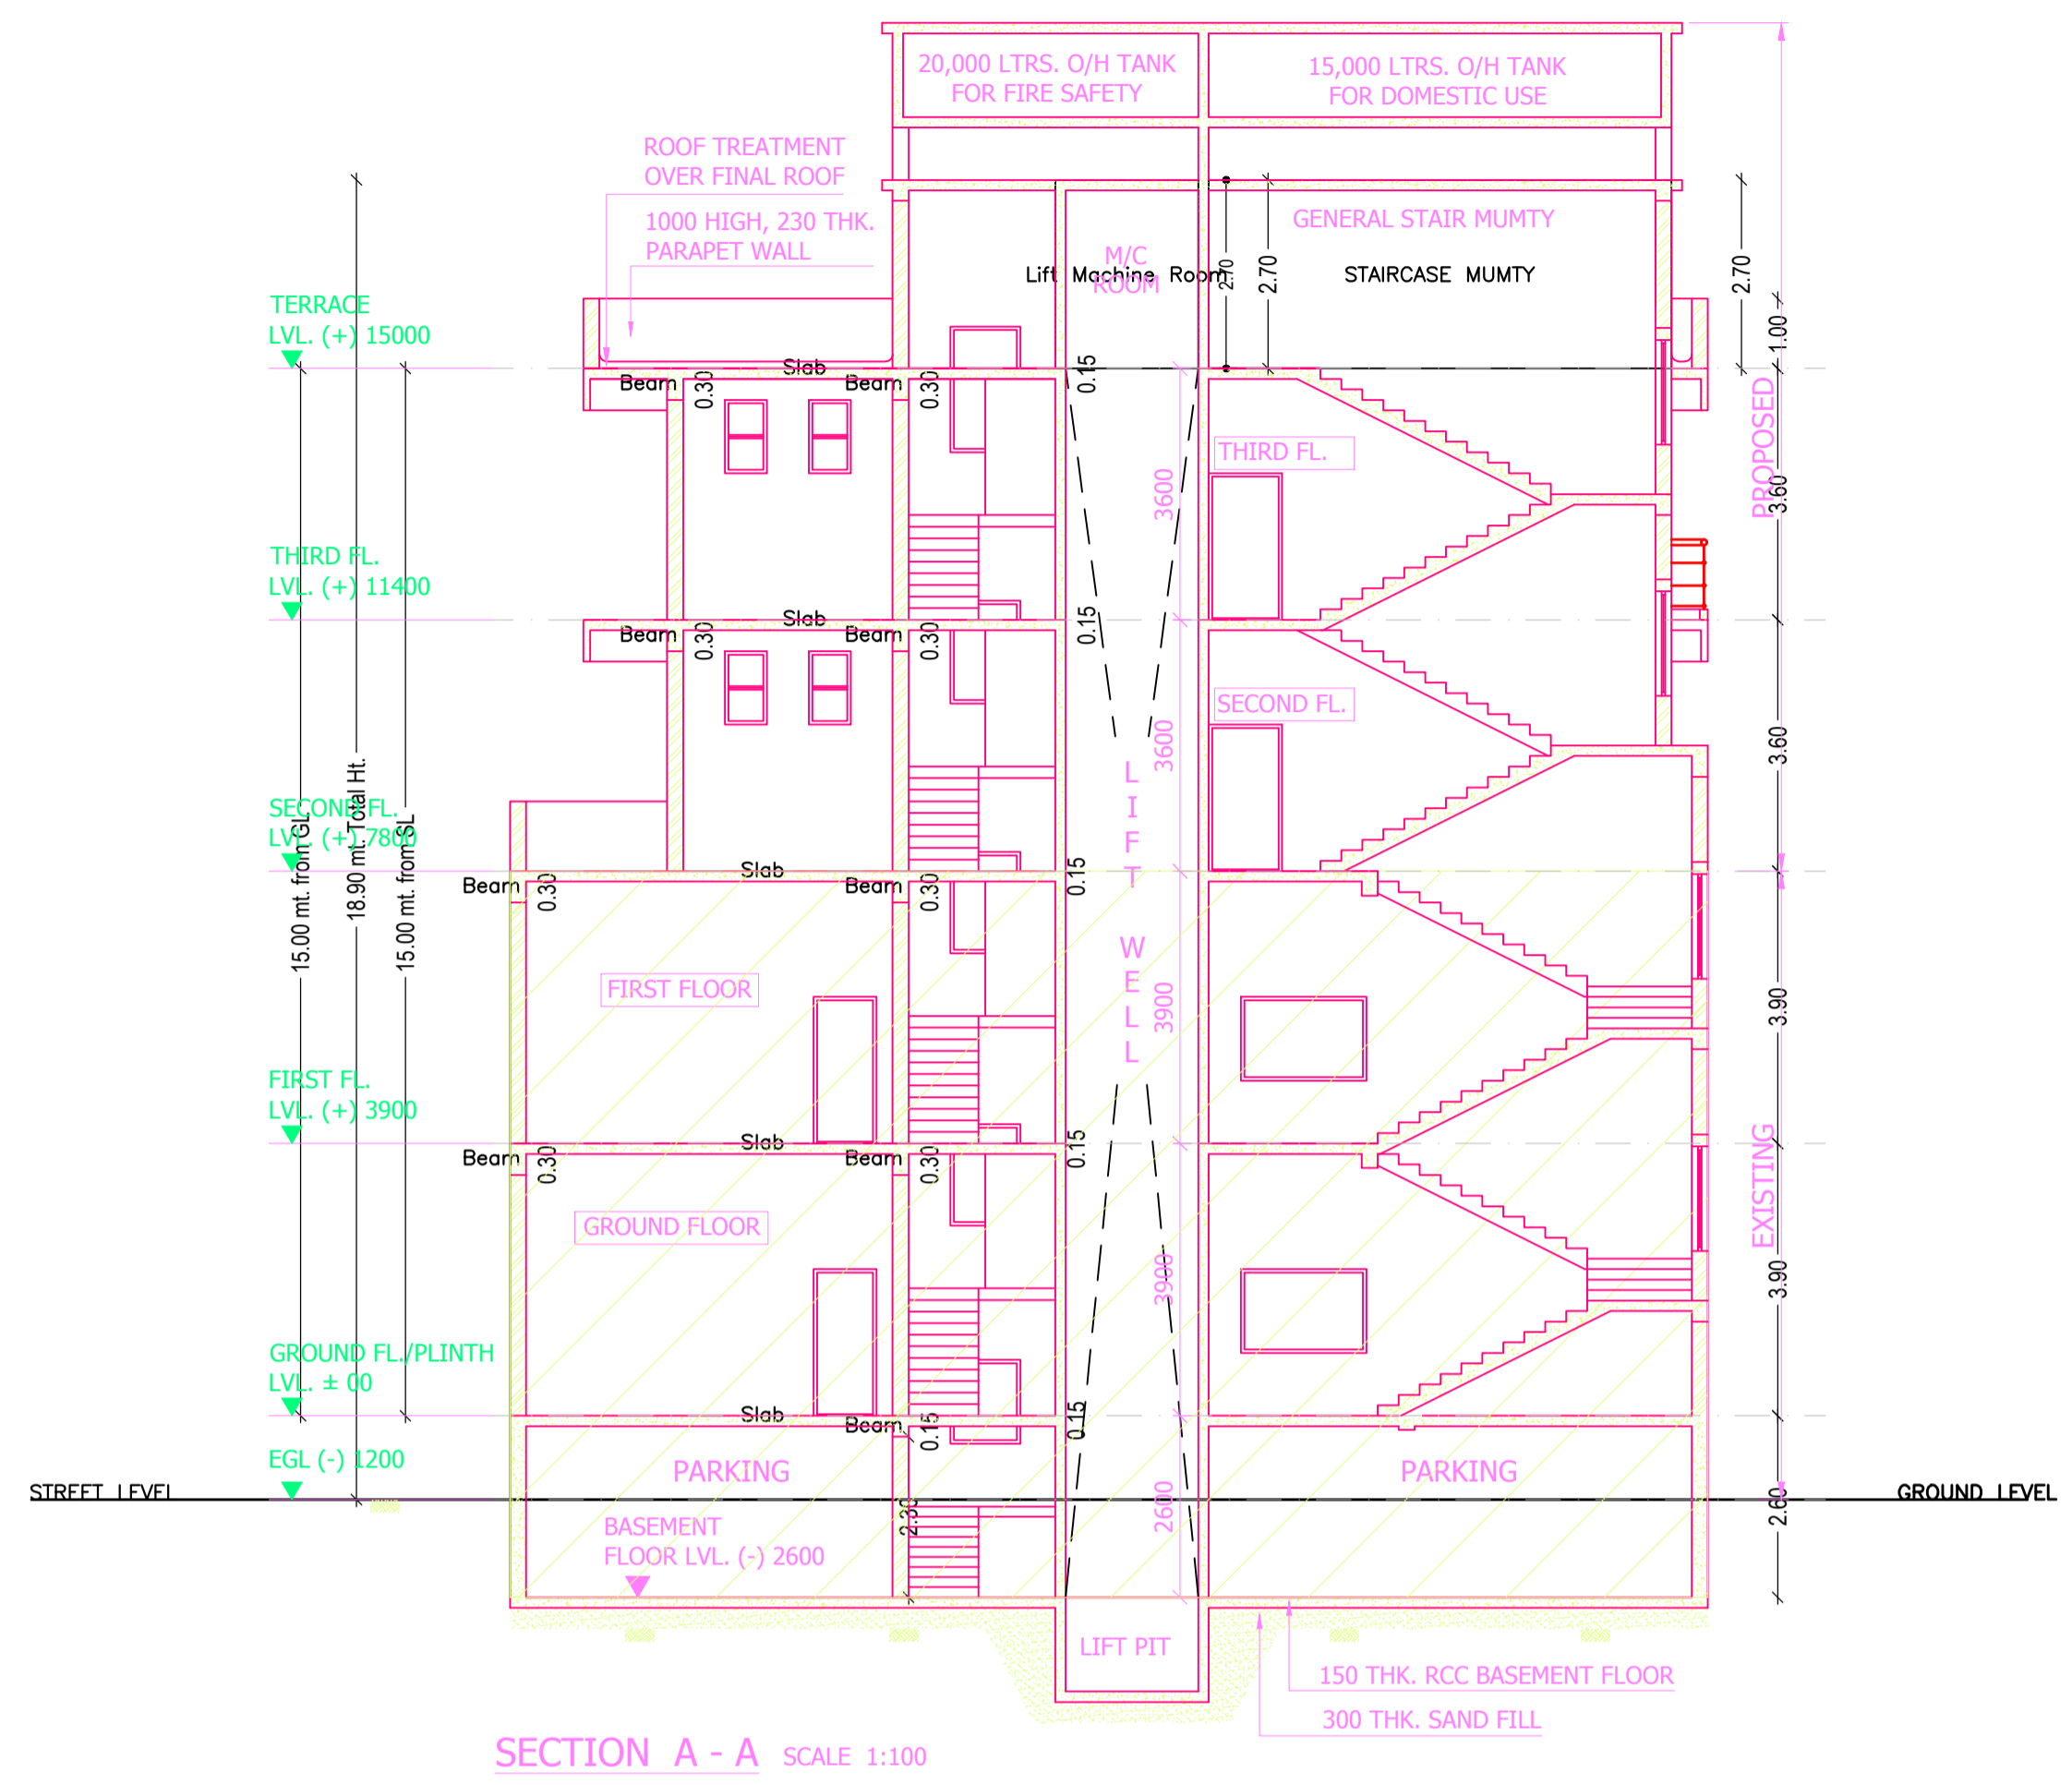 20,000 LTRS. O/H TANK
FOR FIRE SAFETY
15,000 LTRS. O/H TANK
FOR DOMESTIC USE
ROOF TREATMENT
OVER FINAL ROOF
1000 HIGH, 230 THK.
PARAPET WALL
GENERAL STAIR MUMTY
M/C
ROOM
Lift Machine Room
STAIRCASE MUMTY
2.70
2.70
2.70
1.00
TERRACE
LVL. (+) 15000
Slab
Beam
0.30
Beam
0.30
0.15
PROPOSED
THIRD FL.
3600
3.60
THIRD FL.
LVL. (+) 11400
Slab
Beam
0.30
Beam
0.30
0.15
SECOND FL.
3600
3.60
LIFT WELL
SECOND FL.
LVL. (+) 7800
15.00 mt. from GL
18.90 mt. Total Ht.
15.00 mt. from SL
Slab
Beam
0.30
Beam
0.30
0.15
FIRST FLOOR
3900
3.90
FIRST FL.
LVL. (+) 3900
Slab
Beam
0.30
Beam
0.30
0.15
EXISTING
GROUND FLOOR
3900
3.90
GROUND FL./PLINTH
LVL. ± 00
Slab
Beam
0.15
0.15
EGL (-) 1200
PARKING
PARKING
STREET LEVEL
GROUND LEVEL
2.30
2600
2.60
BASEMENT
FLOOR LVL. (-) 2600
LIFT PIT
150 THK. RCC BASEMENT FLOOR
300 THK. SAND FILL
SECTION A - A SCALE 1:100